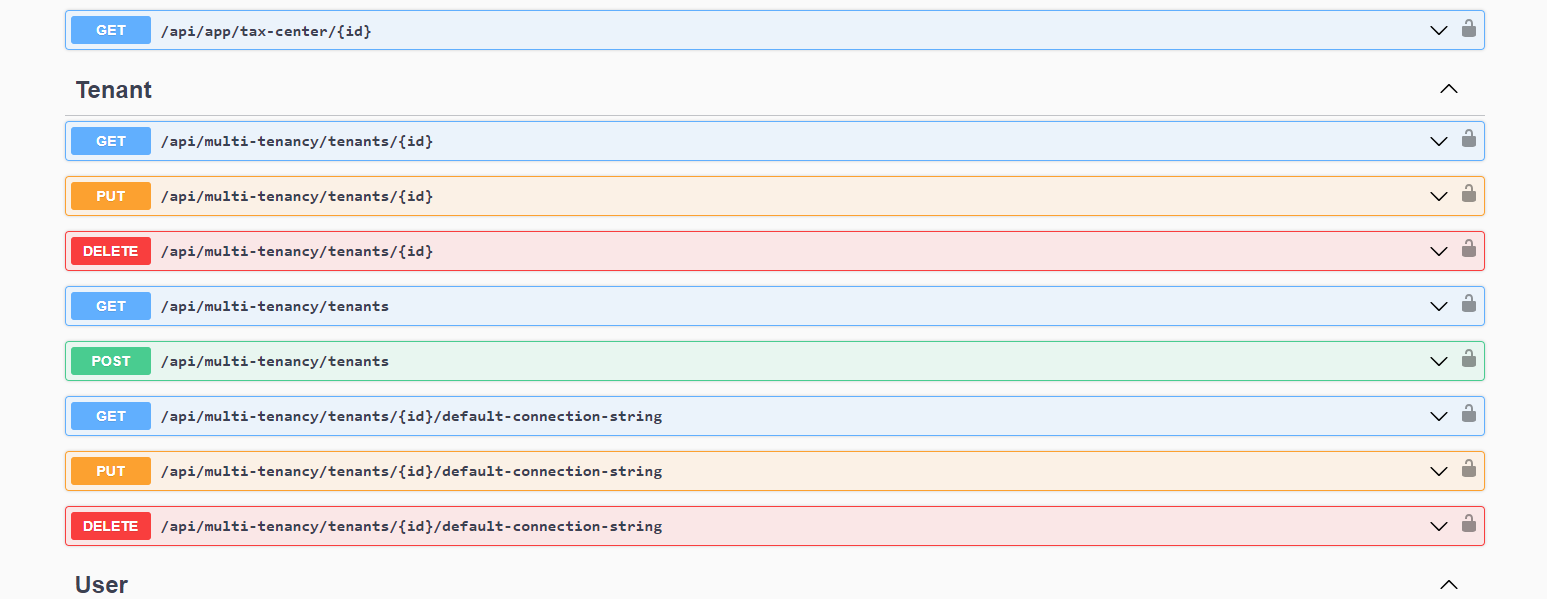 GET /api/app/tax-center/{id}
Tenant
GET /api/multi-tenancy/tenants/{id}
PUT /api/multi-tenancy/tenants/{id}
DELETE /api/multi-tenancy/tenants/{id}
GET /api/multi-tenancy/tenants
POST /api/multi-tenancy/tenants
GET /api/multi-tenancy/tenants/{id}/default-connection-string
PUT /api/multi-tenancy/tenants/{id}/default-connection-string
DELETE /api/multi-tenancy/tenants/{id}/default-connection-string
User